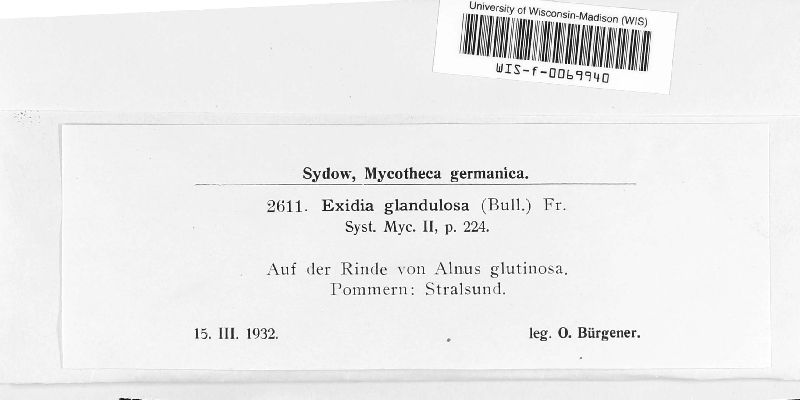 University of Wisconsin-Madison (WIS)
WIS-f-0069940
Sydow, Mycotheca germanica.
2611. Exidia glandulosa (Bull.) Fr.
Syst. Myc. II, p. 224.
Auf der Rinde von Alnus glutinosa.
Pommern: Stralsund.
15. III. 1932. leg. O. Bürgener.